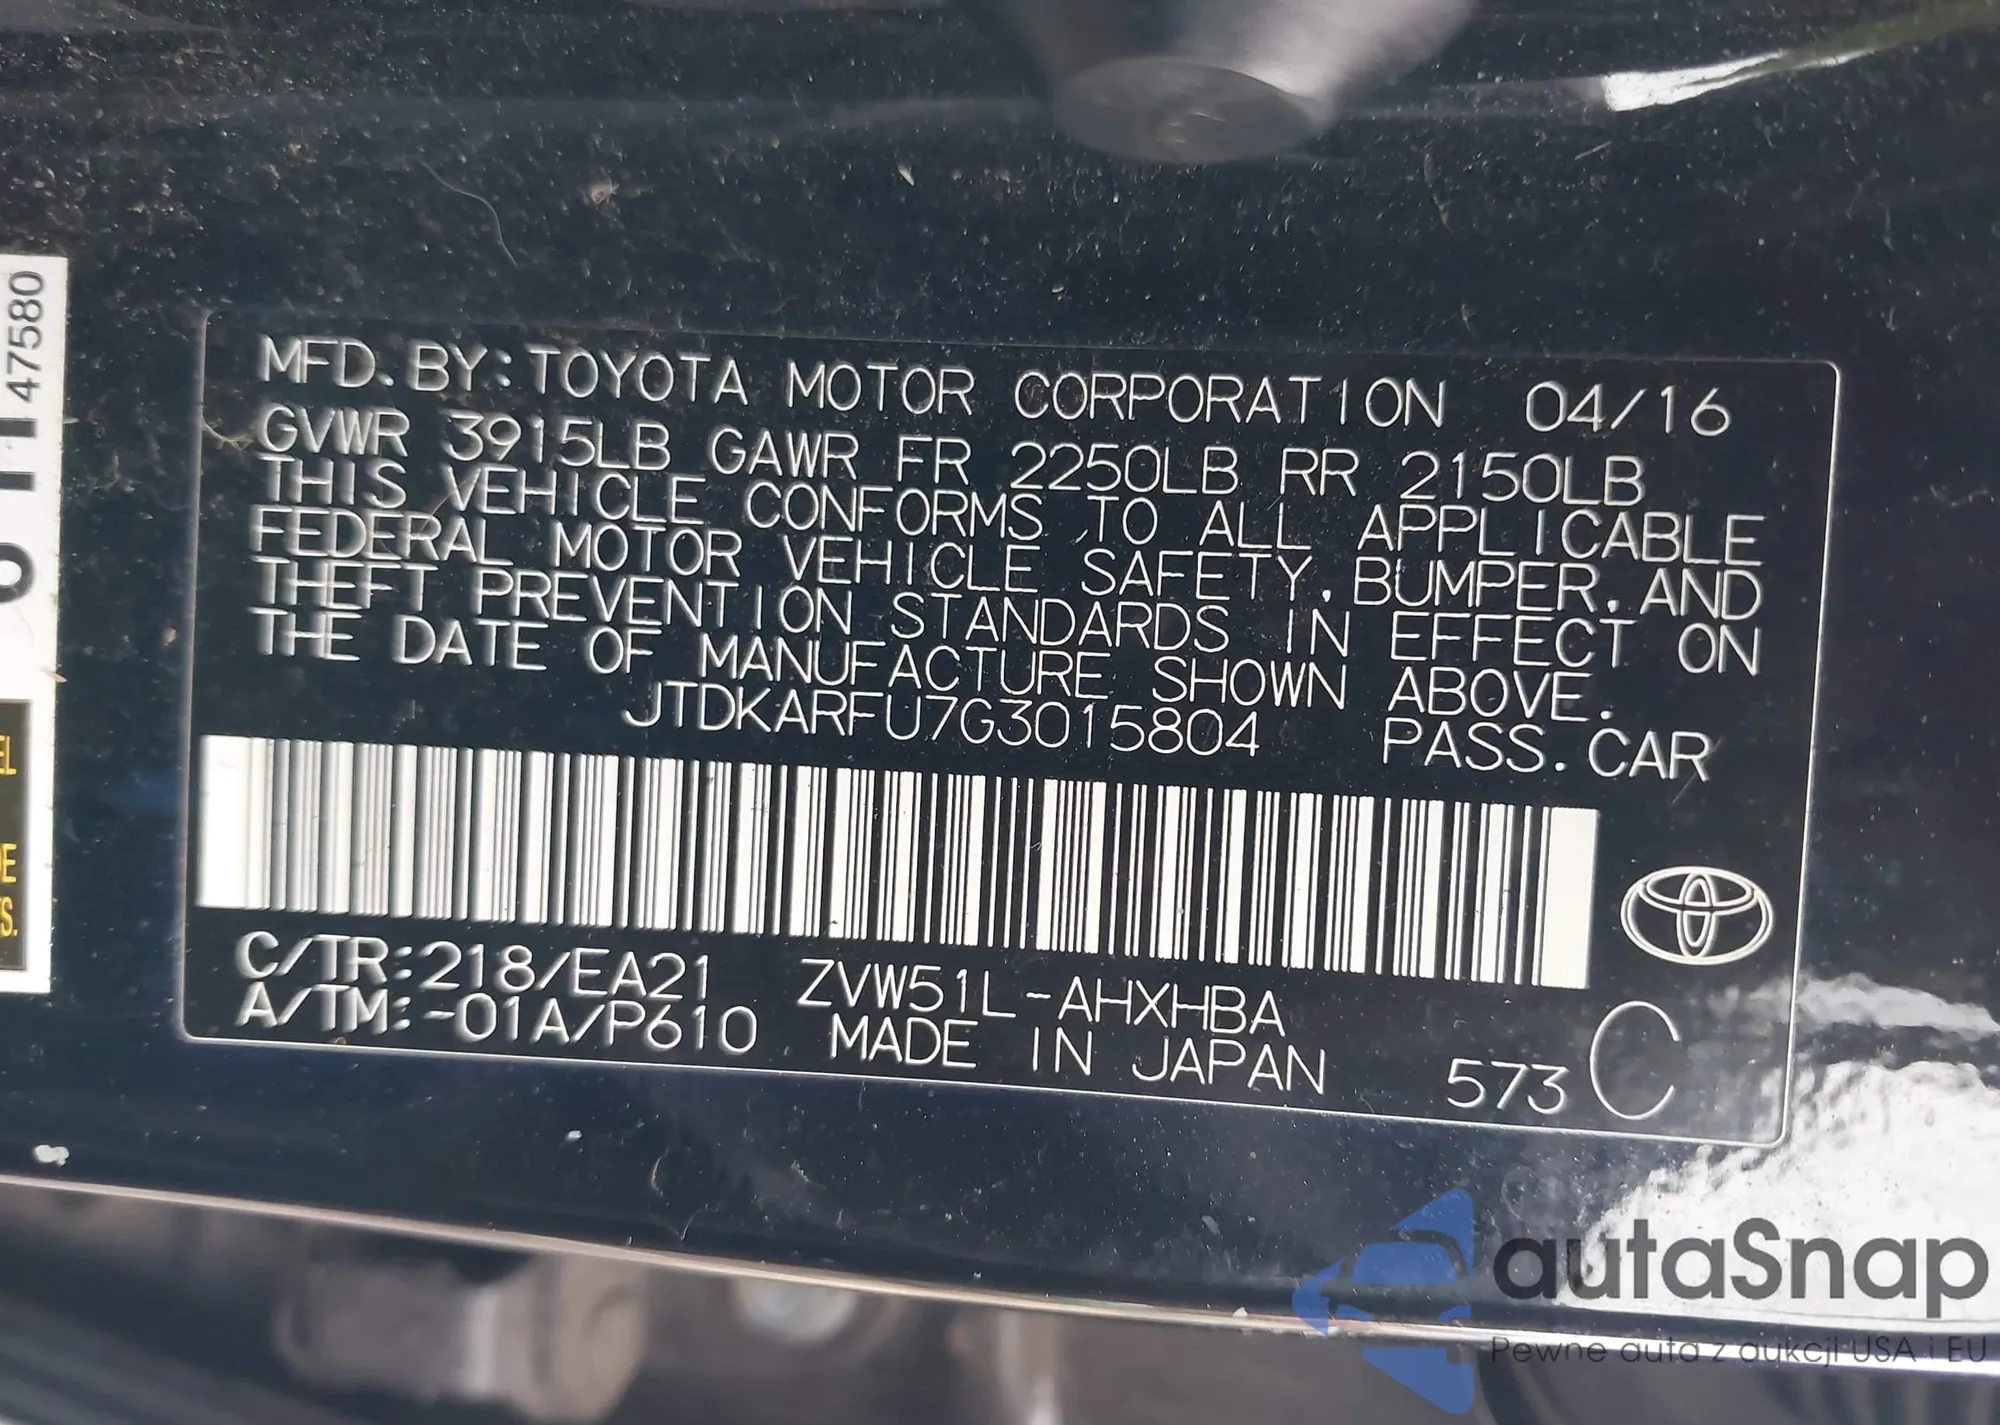 47580
MFD. BY: TOYOTA MOTOR CORPORATION 04/16
GVWR 3915LB GAWR FR 2250LB RR 2150LB
THIS VEHICLE CONFORMS TO ALL APPLICABLE
FEDERAL MOTOR VEHICLE SAFETY, BUMPER, AND
THEFT PREVENTION STANDARDS IN EFFECT ON
THE DATE OF MANUFACTURE SHOWN ABOVE.
JTDKARFU7G3015804 PASS. CAR
C/TR: 218/EA21 ZVW51L-AHXHBA
A/TM: -01A/P610 MADE IN JAPAN 573 C
autaSnap
Pewne auta z aukcji USA i EU